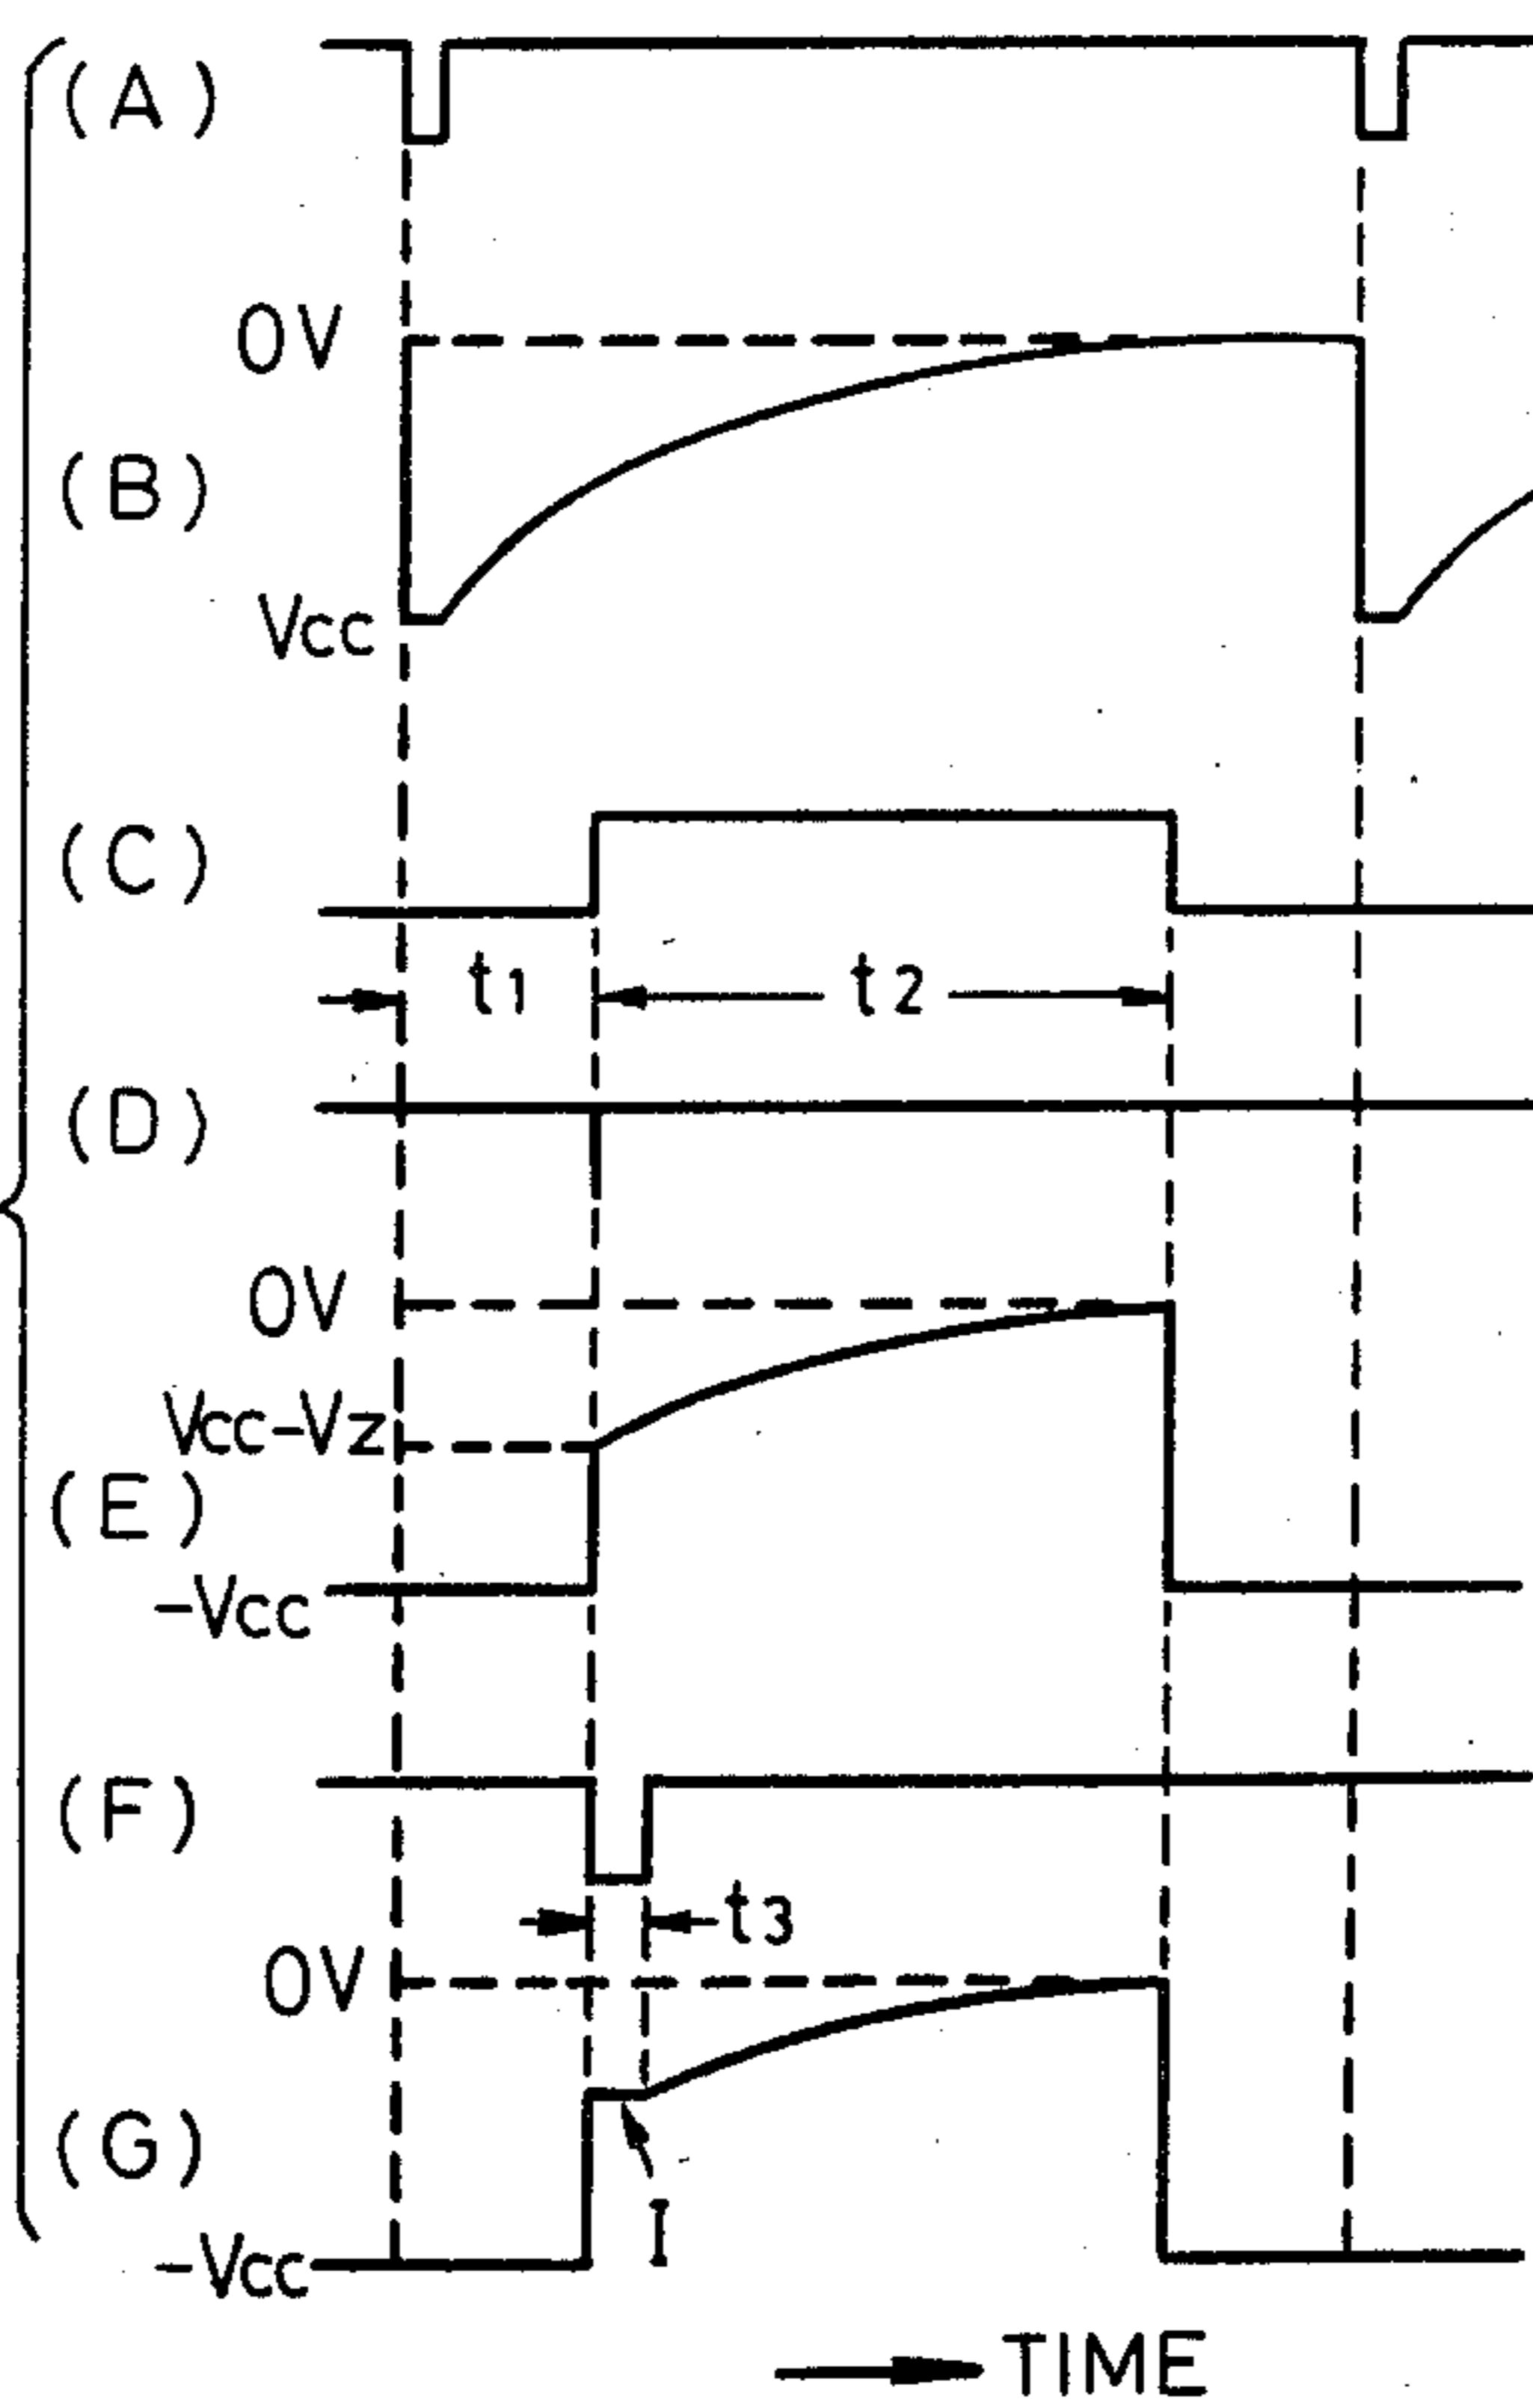 (A)
0V
(B)
Vcc
(C)
t1 t2
(D)
0V
Vcc-Vz
(E)
-Vcc
(F)
t3
0V
(G)
I
-Vcc
TIME